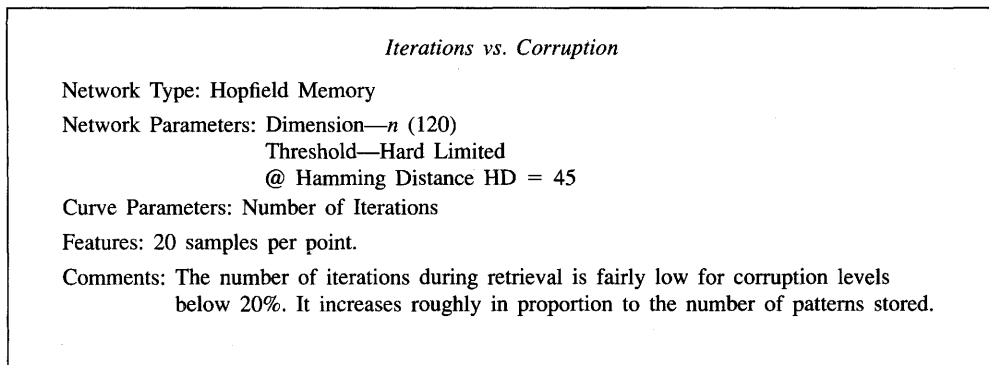 Iterations vs. Corruption
Network Type: Hopfield Memory
Network Parameters: Dimension—n (120)
Threshold—Hard Limited
@ Hamming Distance HD = 45
Curve Parameters: Number of Iterations
Features: 20 samples per point.
Comments: The number of iterations during retrieval is fairly low for corruption levels
below 20%. It increases roughly in proportion to the number of patterns stored.